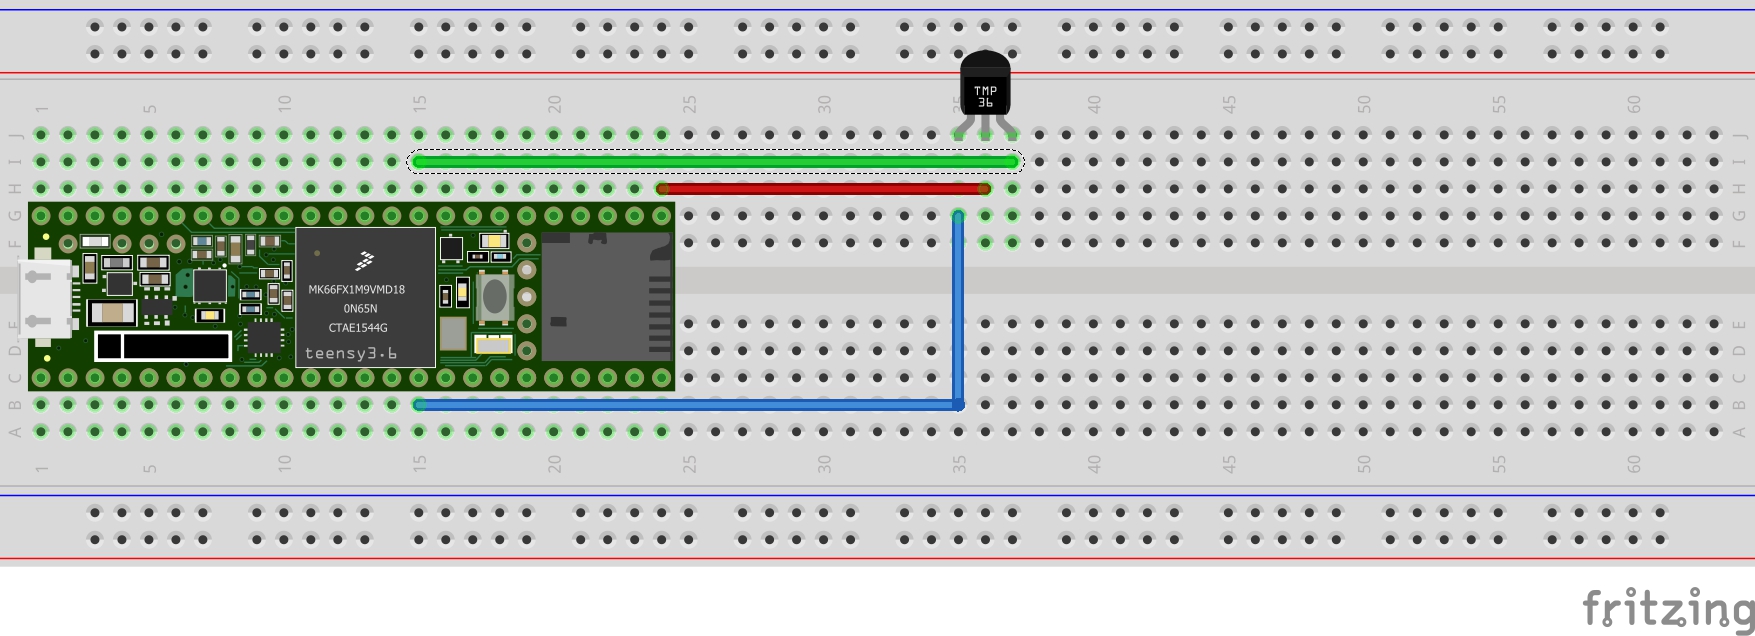 1 5 10 15 20 25 30 35 40 45 50 55 60
TMP
36
J J
I I
H H
G G
F F
MK66FX1M9VMD18
0N65N
CTAE1544G
teensy3.6
E E
D D
C C
B B
A A
1 5 10 15 20 25 30 35 40 45 50 55 60
fritzing